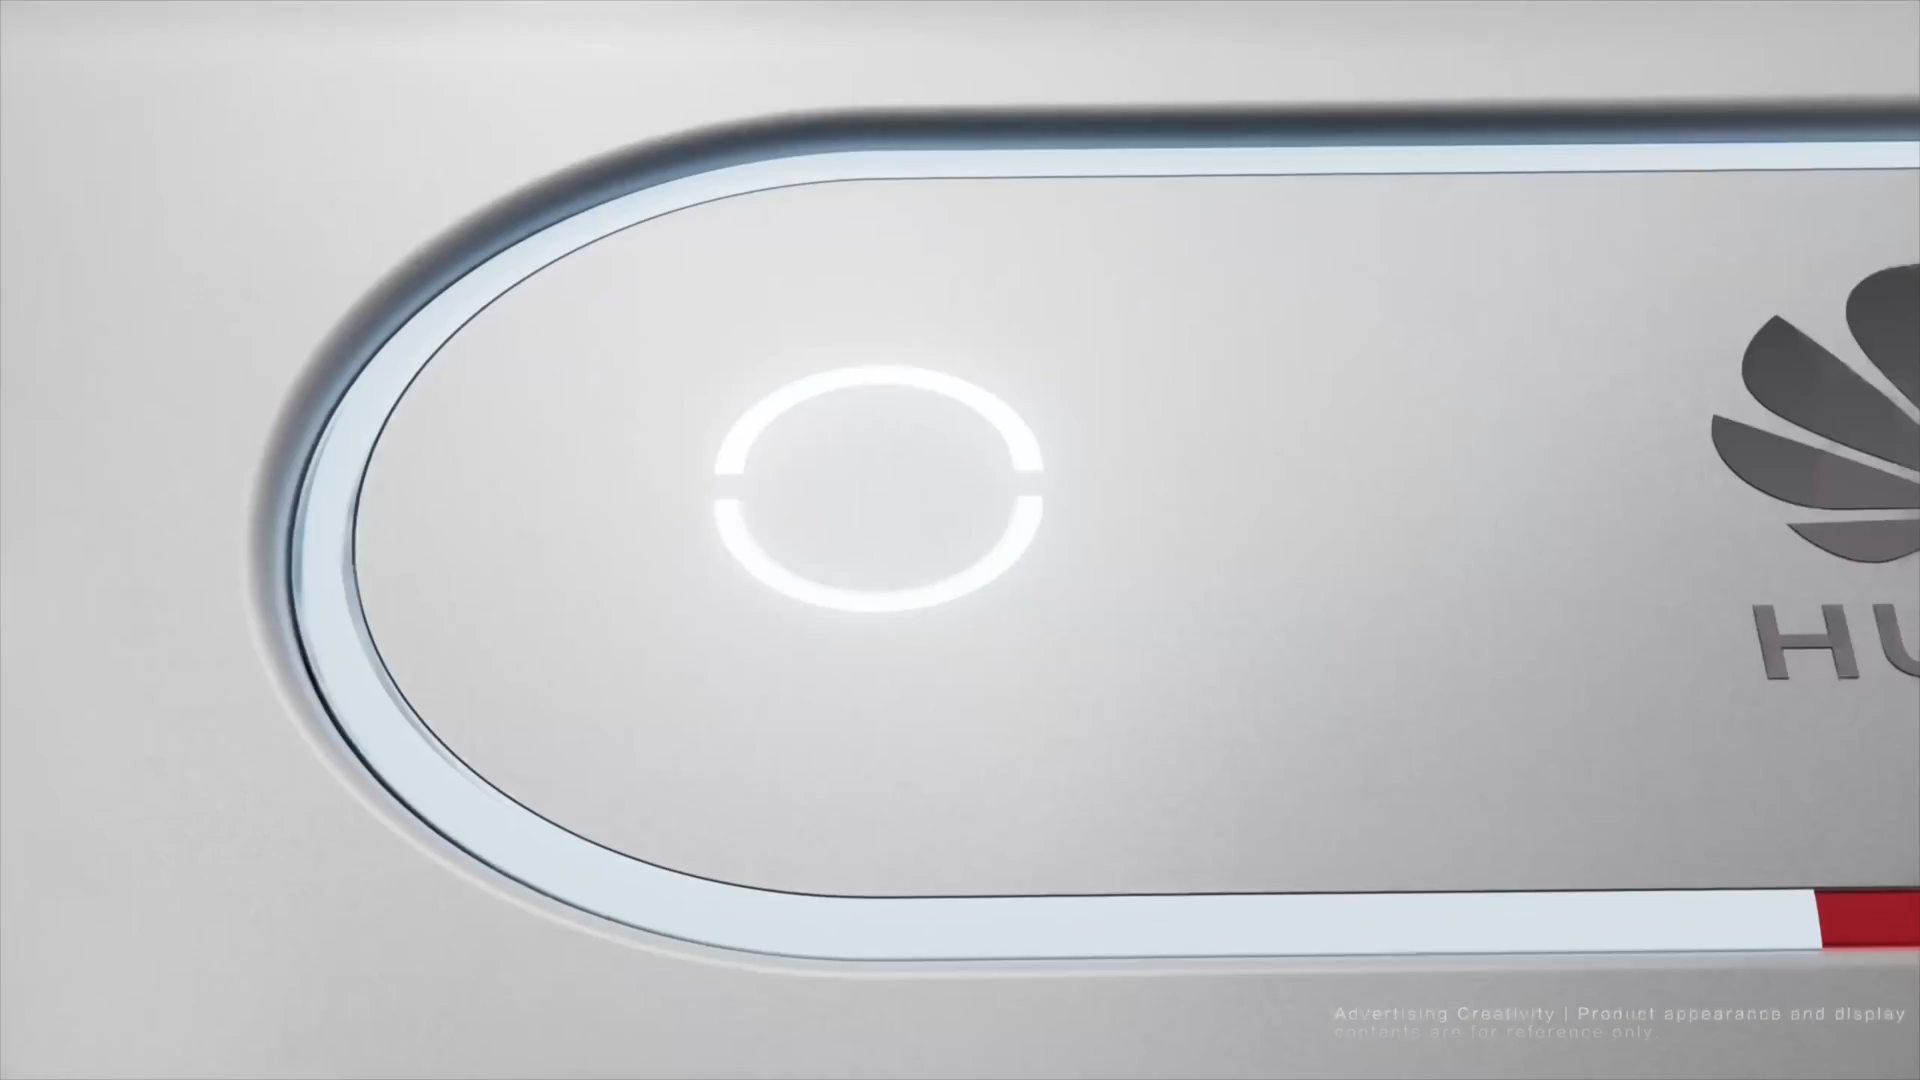 HU
Advertising Creativity | Product appearance and display
contents are for reference only.